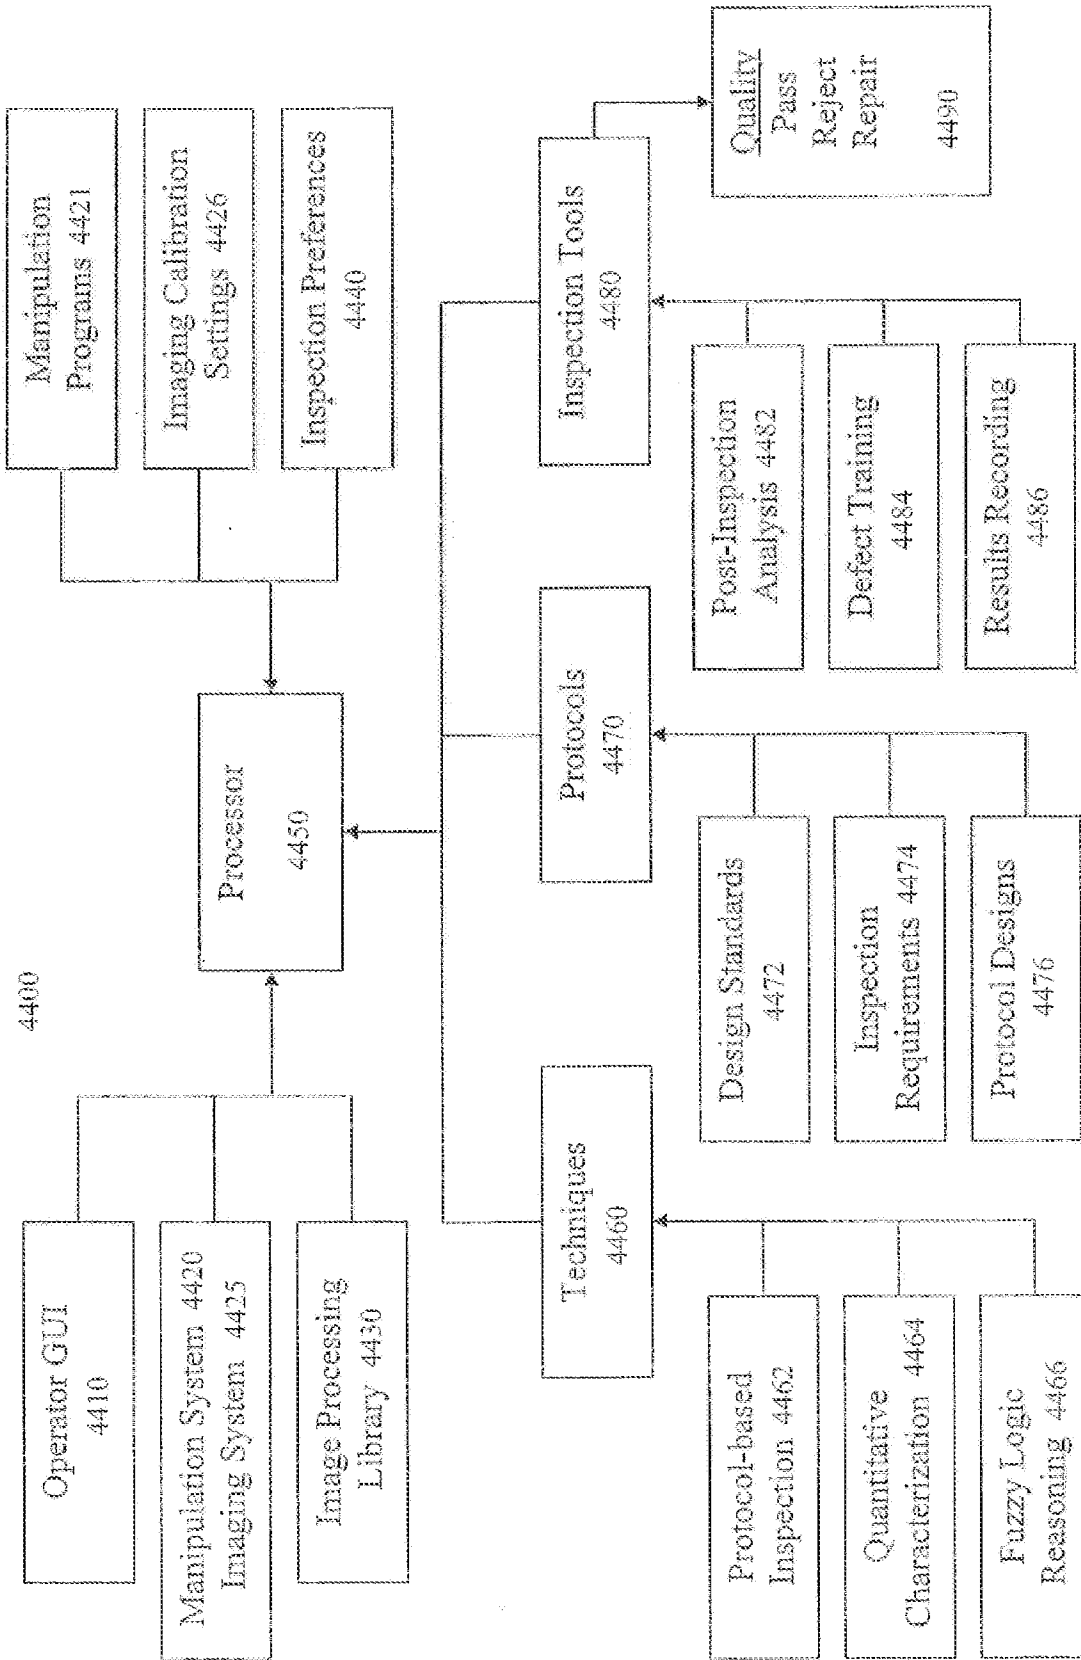 4400
Operator GUI
4410
Manipulation System 4420
Imaging System 4425
Image Processing
Library 4430
Processor
4450
Manipulation
Programs 4421
Imaging Calibration
Settings 4426
Inspection Preferences
4440
Techniques
4460
Protocol-based
Inspection 4462
Quantitative
Characterization 4464
Fuzzy Logic
Reasoning 4466
Protocols
4470
Design Standards
4472
Inspection
Requirements 4474
Protocol Designs
4476
Inspection Tools
4480
Post-Inspection
Analysis 4482
Defect Training
4484
Results Recording
4486
Quality
Pass
Reject
Repair
4490